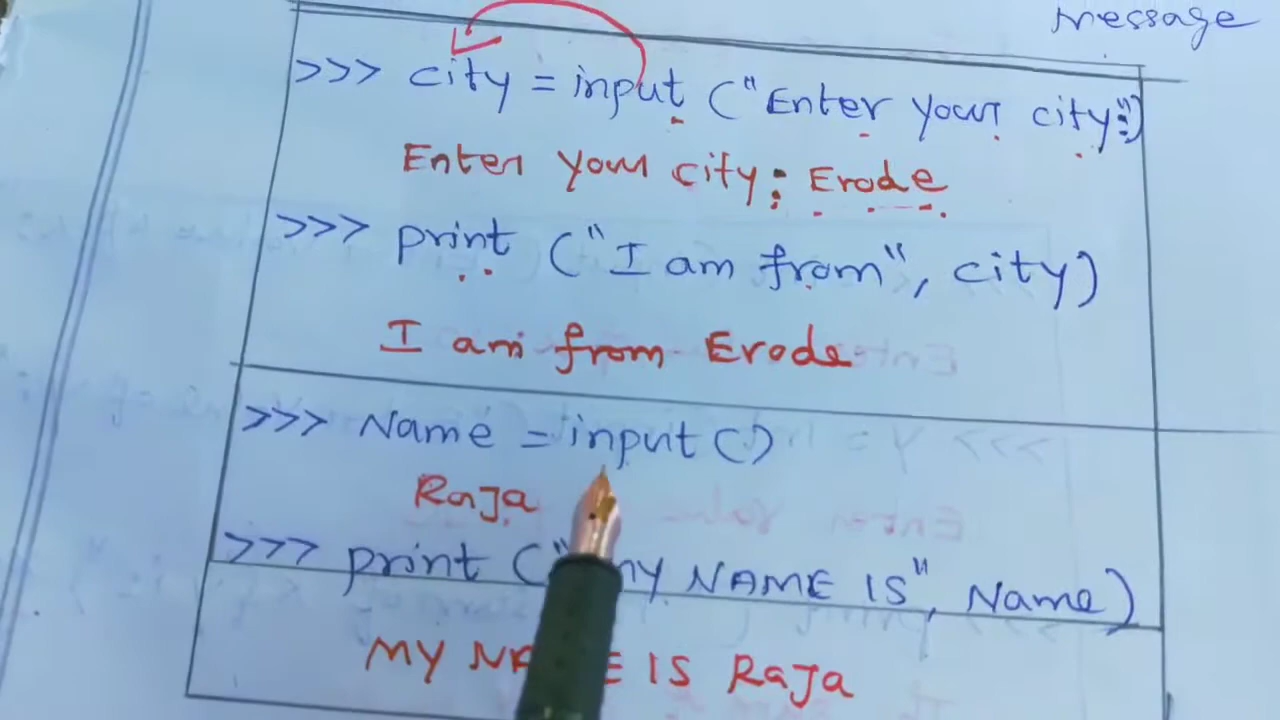 message
>>> city = input ("Enter your city:")
Enter your city: Erode
>>> print ("I am from", city)
I am from Erode
>>> Name = input ()
Raja
>>> print ("my NAME IS", Name)
MY NAME IS RaJa